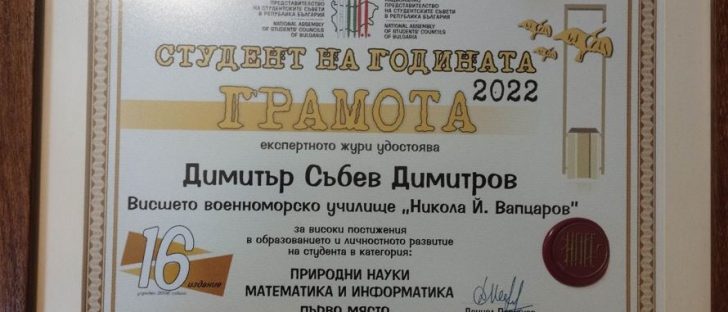 ПРЕДСТАВИТЕЛСТВО
НА СТУДЕНТСКИТЕ СЪВЕТИ
В РЕПУБЛИКА БЪЛГАРИЯ
NATIONAL ASSEMBLY
OF STUDENTS' COUNCILS
OF BULGARIA
ПРЕДСТАВИТЕЛСТВО
НА СТУДЕНТСКИТЕ СЪВЕТИ
В РЕПУБЛИКА БЪЛГАРИЯ
NATIONAL ASSEMBLY
OF STUDENTS' COUNCILS
OF BULGARIA
СТУДЕНТ НА ГОДИНАТА
2022
ГРАМОТА
експертното жури удостоява
Димитър Събев Димитров
Висшето военноморско училище „Никола Й. Вапцаров"
за високи постижения
в образованието и личностното развитие
на студента в категория:
16
издание
ПРИРОДНИ НАУКИ
МАТЕМАТИКА И ИНФОРМАТИКА
ПЪРВО МЯСТО